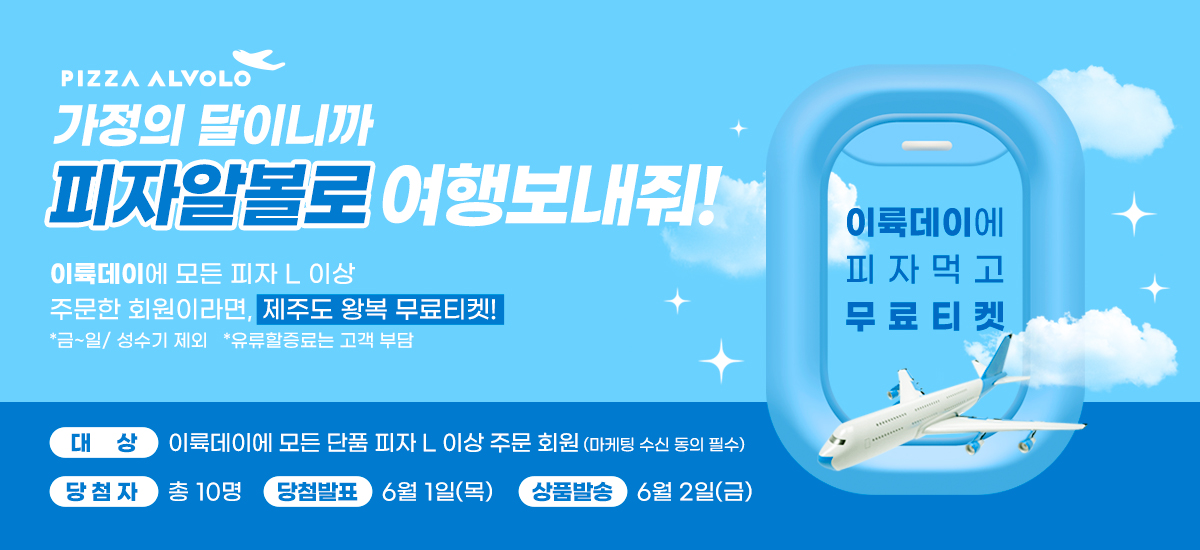 PIZZA ALVOLO
가정의 달이니까
피자알볼로 여행보내줘!
이륙데이에 모든 피자 L 이상
주문한 회원이라면, 제주도 왕복 무료티켓!
*금~일/ 성수기 제외 *유류할증료는 고객 부담
이륙데이에
피자먹고
무료티켓
대 상 이륙데이에 모든 단품 피자 L 이상 주문 회원 (마케팅 수신 동의 필수)
당첨자 총 10명 당첨발표 6월 1일(목) 상품발송 6월 2일(금)